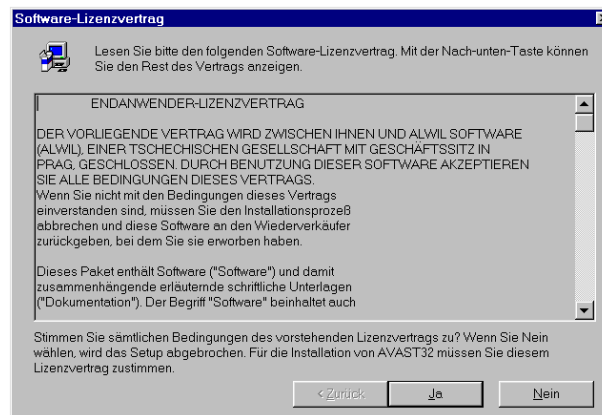 Software-Lizenzvertrag
Lesen Sie bitte den folgenden Software-Lizenzvertrag. Mit der Nach-unten-Taste können
Sie den Rest des Vertrags anzeigen.
ENDANWENDER-LIZENZVERTRAG
DER VORLIEGENDE VERTRAG WIRD ZWISCHEN IHNEN UND ALWIL SOFTWARE
(ALWIL), EINER TSCHECHISCHEN GESELLSCHAFT MIT GESCHÄFTSSITZ IN
PRAG, GESCHLOSSEN. DURCH BENUTZUNG DIESER SOFTWARE AKZEPTIEREN
SIE ALLE BEDINGUNGEN DIESES VERTRAGS.
Wenn Sie nicht mit den Bedingungen dieses Vertrags
einverstanden sind, müssen Sie den Installationsprozeß
abbrechen und diese Software an den Wiederverkäufer
zurückgeben, bei dem Sie sie erworben haben.
Dieses Paket enthält Software ("Software") und damit
zusammenhängende erläuternde schriftliche Unterlagen
("Dokumentation"). Der Begriff "Software" beinhaltet auch
Stimmen Sie sämtlichen Bedingungen des vorstehenden Lizenzvertrags zu? Wenn Sie Nein
wählen, wird das Setup abgebrochen. Für die Installation von AVAST32 müssen Sie diesem
Lizenzvertrag zustimmen.
< Zurück Ja Nein